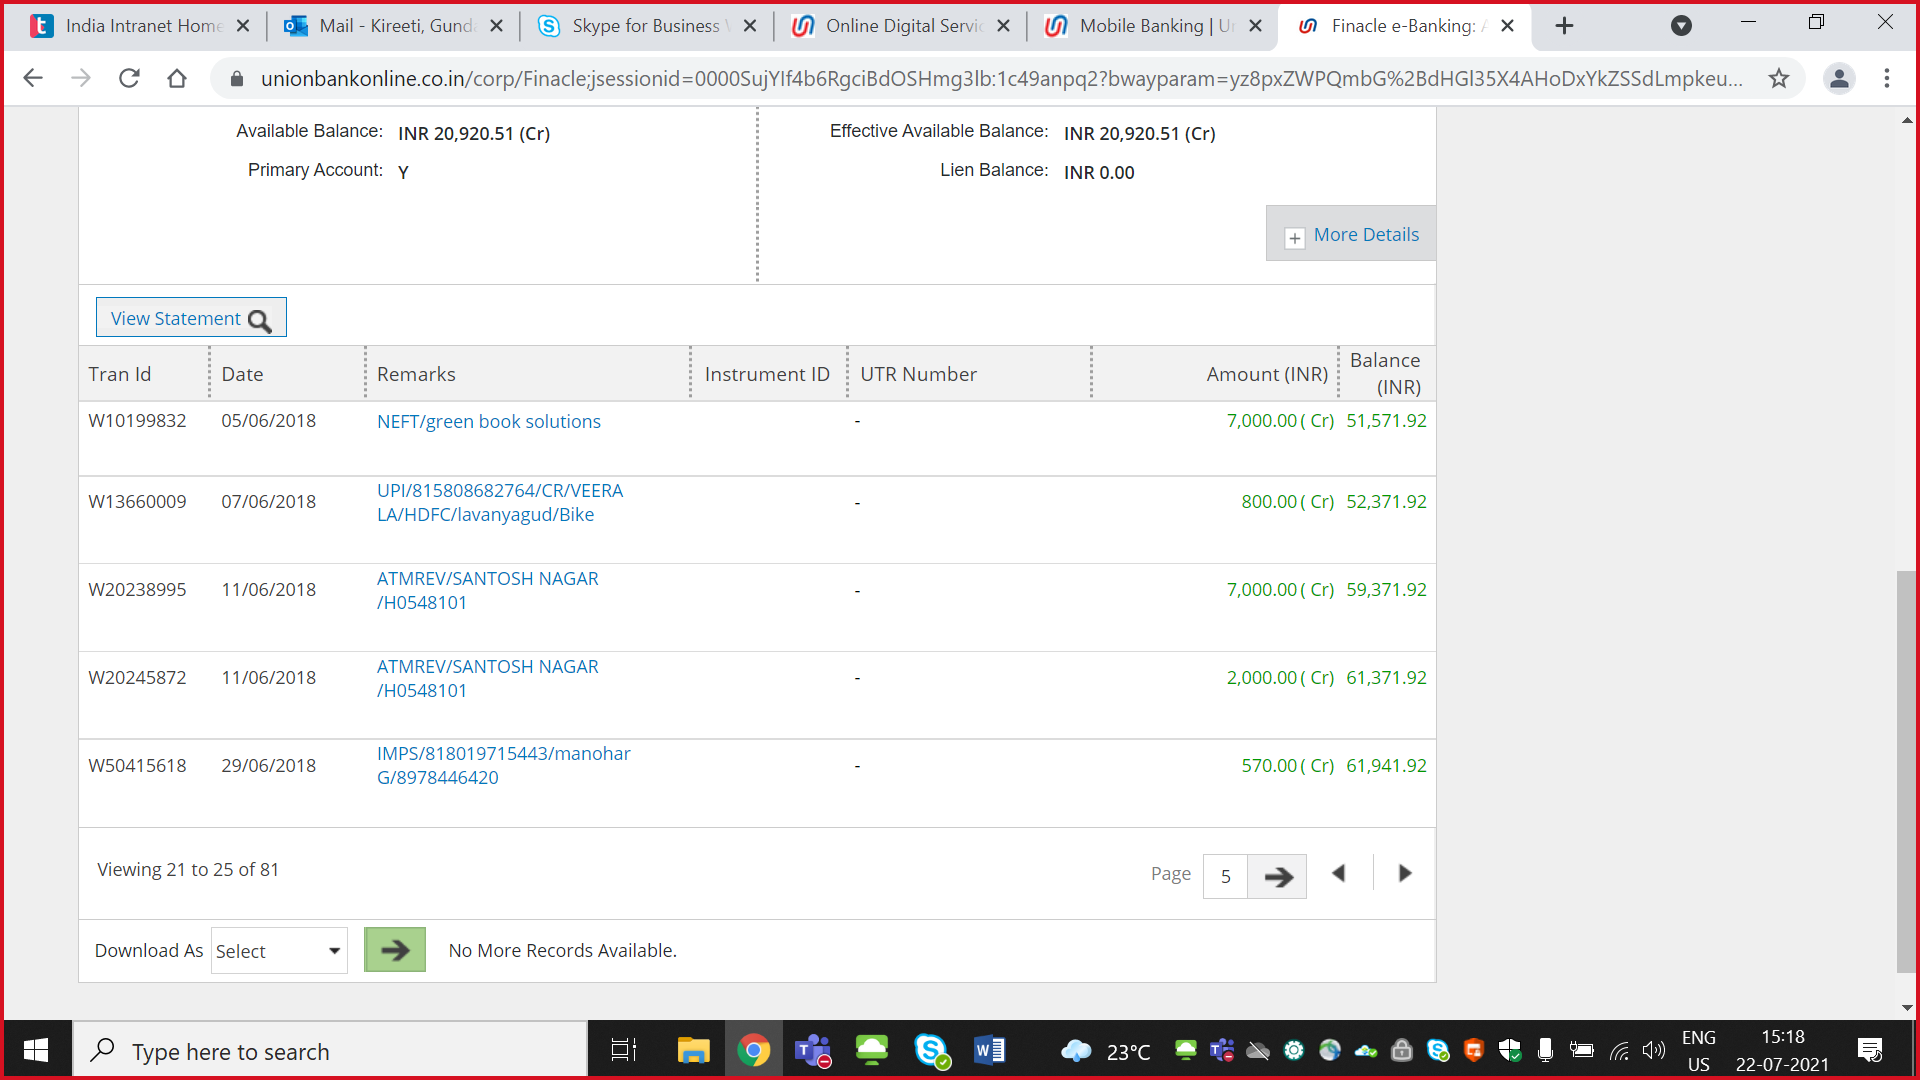 India Intranet Home
Mail - Kireeti, Gunda
Skype for Business W
Online Digital Servic
Mobile Banking | Un
Finacle e-Banking: A
unionbankonline.co.in/corp/Finacle;jsessionid=0000SujYIf4b6RgciBdOSHmg3lb:1c49anpq2?bwayparam=yz8pxZWPQmbG%2BdHGl35X4AHoDxYkZSSdLmpkeu...
Available Balance: INR 20,920.51 (Cr)
Effective Available Balance: INR 20,920.51 (Cr)
Primary Account: Y
Lien Balance: INR 0.00
More Details
View Statement
Tran Id Date Remarks Instrument ID UTR Number Amount (INR) Balance (INR)
W10199832 05/06/2018 NEFT/green book solutions - 7,000.00 ( Cr) 51,571.92
W13660009 07/06/2018 UPI/815808682764/CR/VEERA
LA/HDFC/lavanyagud/Bike - 800.00 ( Cr) 52,371.92
W20238995 11/06/2018 ATMREV/SANTOSH NAGAR
/H0548101 - 7,000.00 ( Cr) 59,371.92
W20245872 11/06/2018 ATMREV/SANTOSH NAGAR
/H0548101 - 2,000.00 ( Cr) 61,371.92
W50415618 29/06/2018 IMPS/818019715443/manohar
G/8978446420 - 570.00 ( Cr) 61,941.92
Viewing 21 to 25 of 81
Page 5
Download As Select No More Records Available.
Type here to search
23°C
ENG
US
15:18
22-07-2021